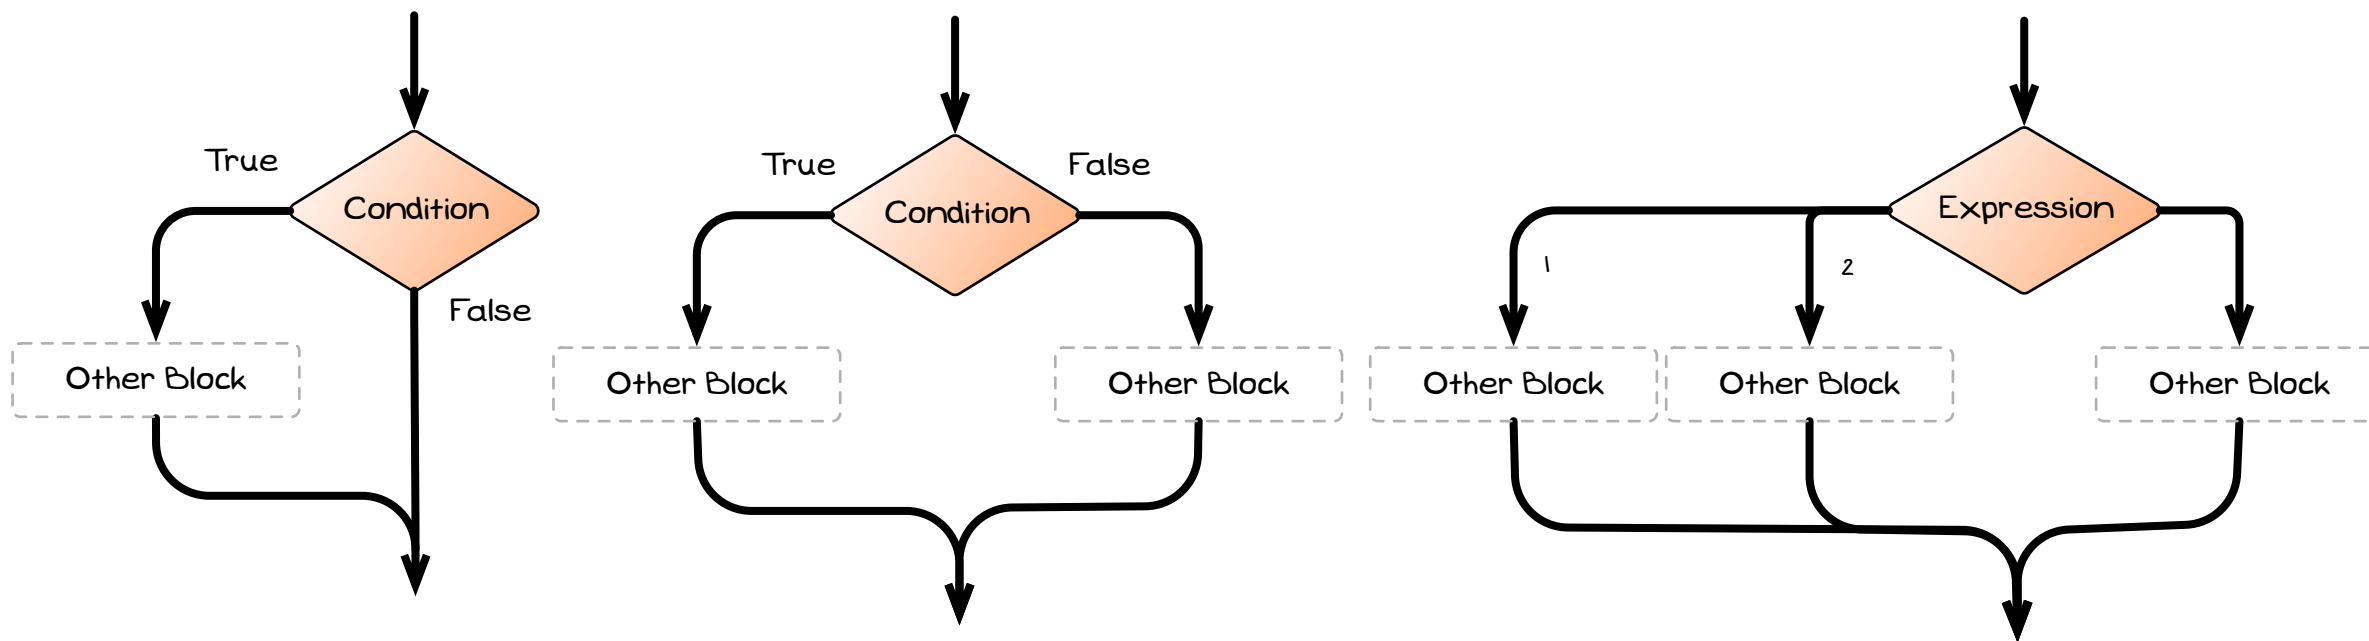 True
Condition
False
Other Block
True
False
Condition
Other Block
Other Block
Expression
1
2
Other Block
Other Block
Other Block